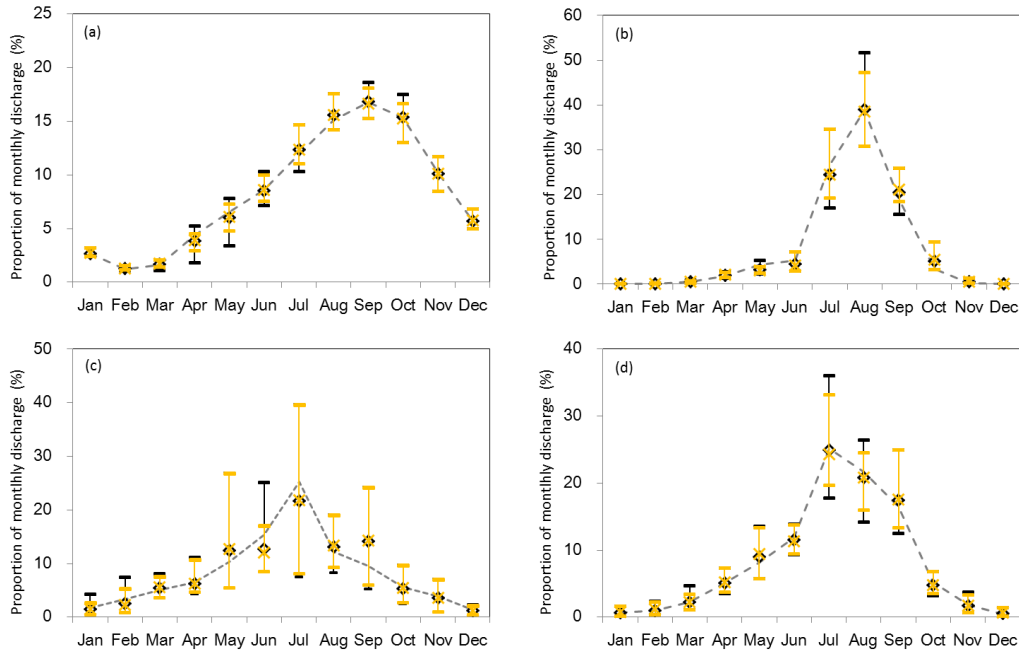 Proportion of montlhly discharge (%)
(a)
25
20
15
10
5
0
Jan Feb Mar Apr May Jun Jul Aug Sep Oct Nov Dec
Proportion of montlhly discharge (%)
(b)
60
50
40
30
20
10
0
Jan Feb Mar Apr May Jun Jul Aug Sep Oct Nov Dec
Proportion of montlhly discharge (%)
(c)
50
40
30
20
10
0
Jan Feb Mar Apr May Jun Jul Aug Sep Oct Nov Dec
Proportion of montlhly discharge (%)
(d)
40
30
20
10
0
Jan Feb Mar Apr May Jun Jul Aug Sep Oct Nov Dec